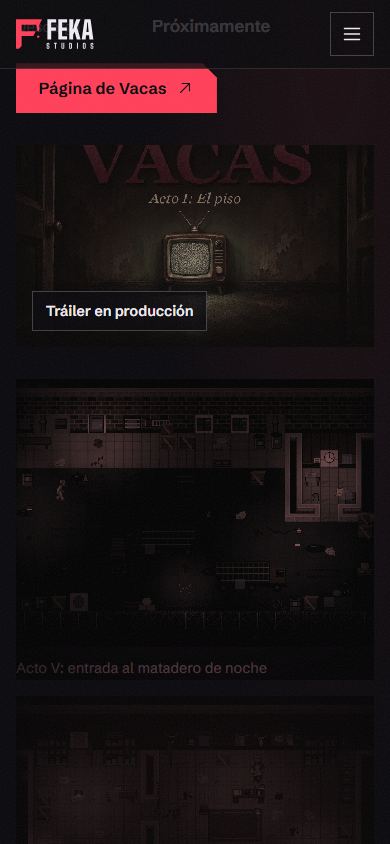 FEKA
STUDIOS
Próximamente
Página de Vacas
VACAS
Acto I: El piso
Tráiler en producción
Acto V: entrada al matadero de noche